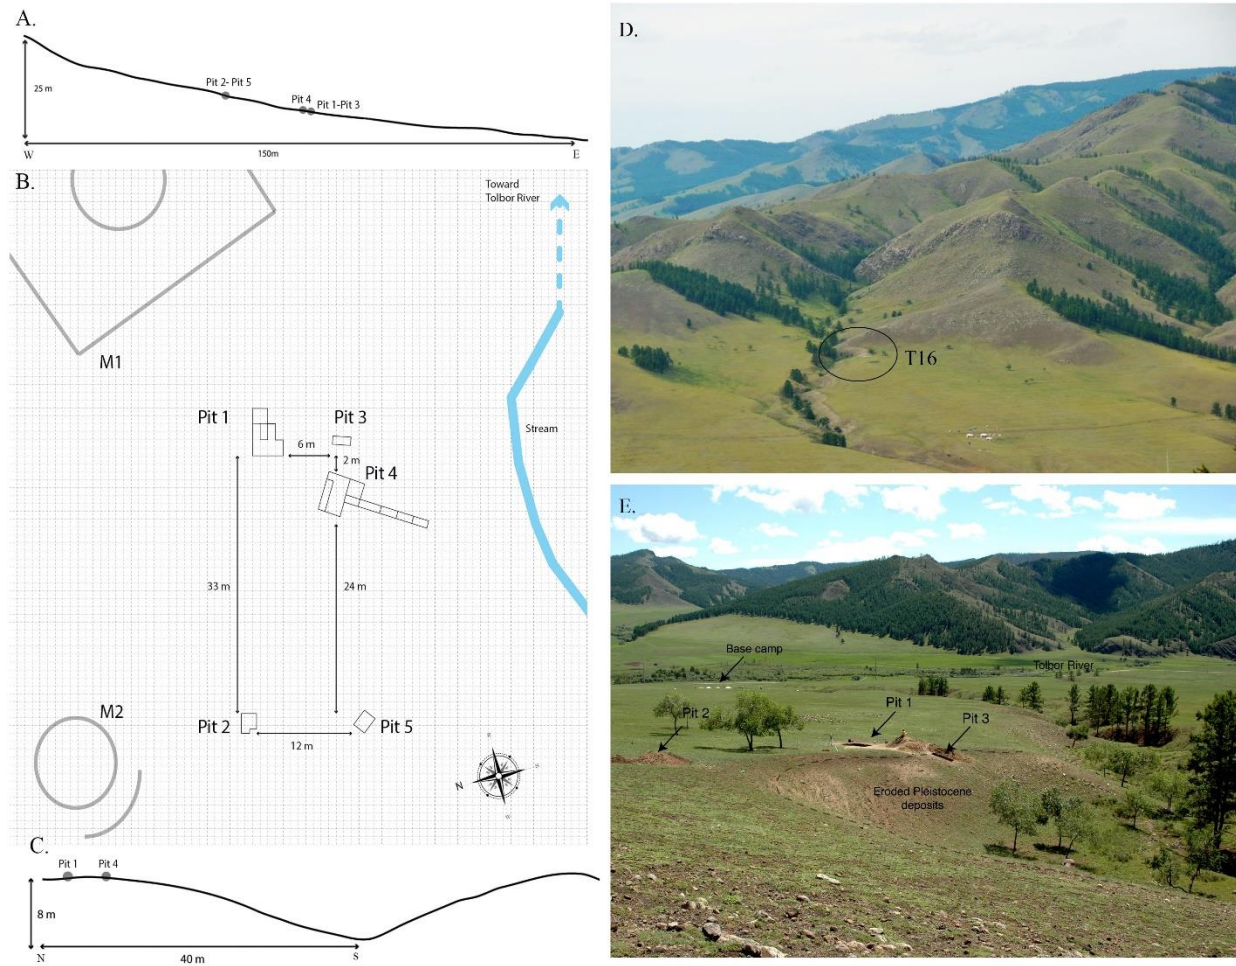 A.
25 m
Pit 2- Pit 5
Pit 4
Pit 1-Pit 3
W
150m
E
B.
Toward
Tolbor River
M1
Pit 1
Pit 3
6 m
2 m
Pit 4
Stream
33 m
24 m
M2
Pit 2
Pit 5
12 m
N
C.
Pit 1
Pit 4
8 m
N
40 m
S
D.
T16
E.
Base camp
Tolbor River
Pit 2
Pit 1
Pit 3
Eroded Pleistocene
deposits